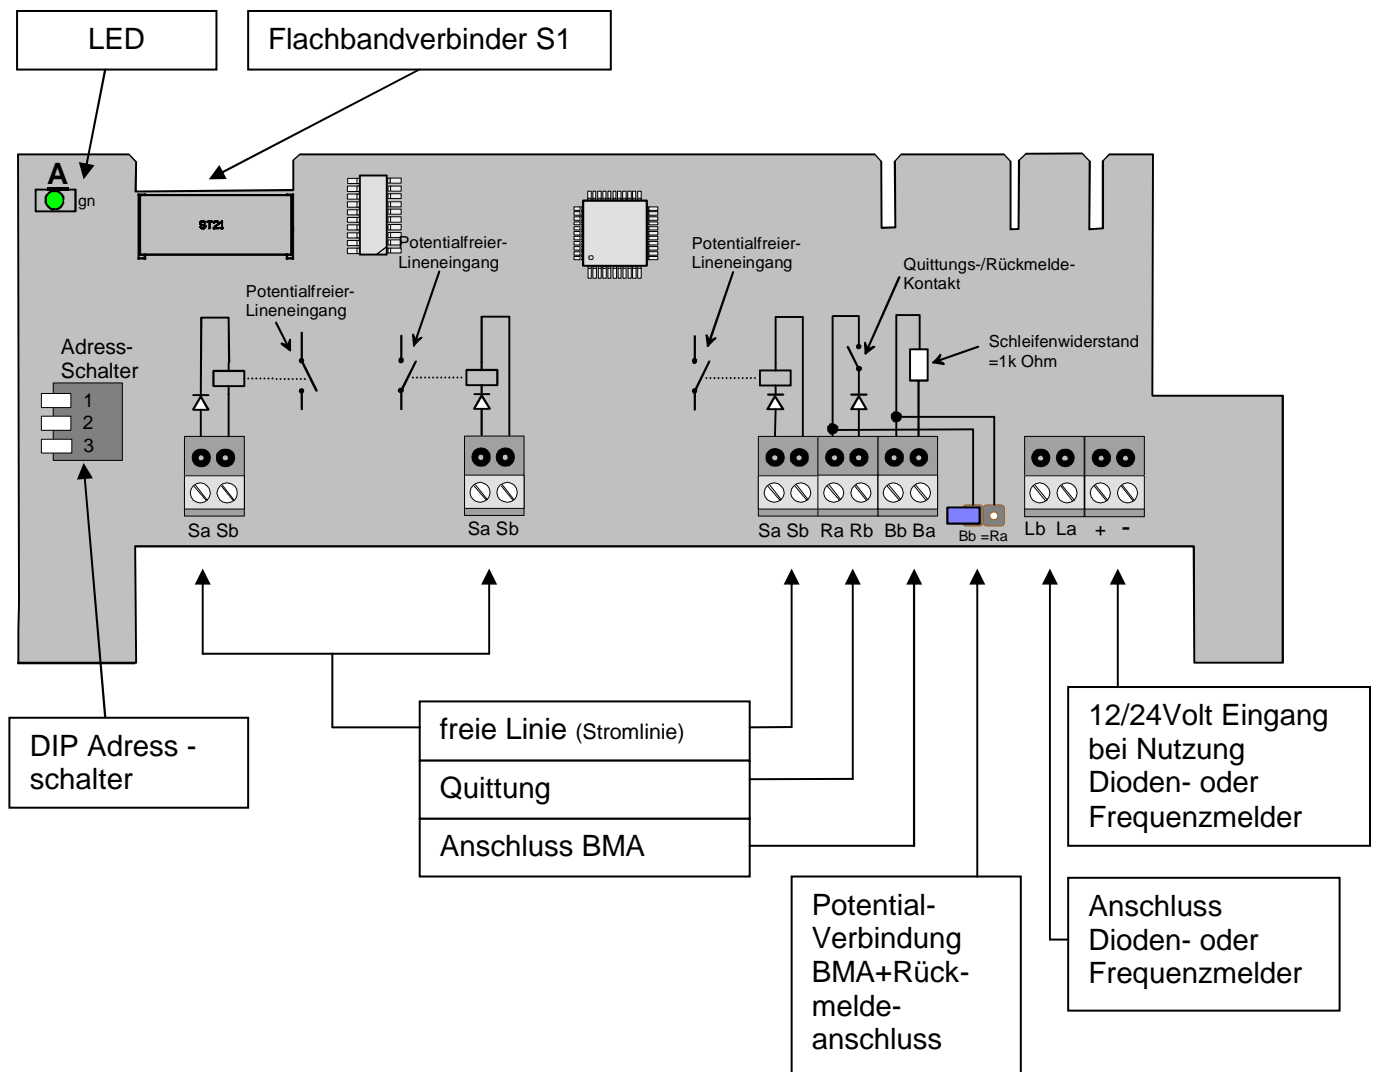 LED
Flachbandverbinder S1
A
gn
ST21
Potentialfreier-
Lineneingang
Potentialfreier-
Lineneingang
Potentialfreier-
Lineneingang
Quittungs-/Rückmelde-
Kontakt
Schleifenwiderstand
=1k Ohm
Adress-
Schalter
1
2
3
Sa Sb
Sa Sb
Sa Sb Ra Rb Bb Ba
Bb =Ra
Lb La + -
freie Linie (Stromlinie)
Quittung
Anschluss BMA
DIP Adress -
schalter
12/24Volt Eingang
bei Nutzung
Dioden- oder
Frequenzmelder
Potential-
Verbindung
BMA+Rück-
melde-
anschluss
Anschluss
Dioden- oder
Frequenzmelder